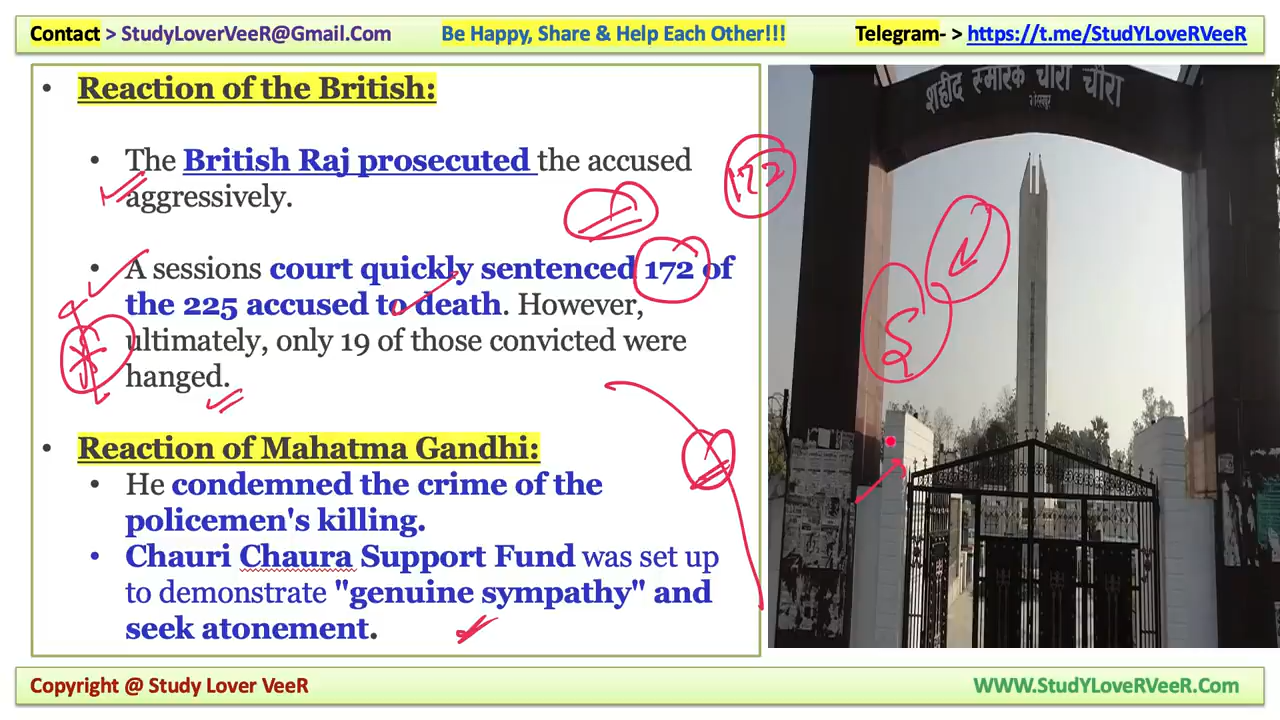 Contact > StudyLoverVeeR@Gmail.Com Be Happy, Share & Help Each Other!!! Telegram- > https://t.me/StudYLoVerVeeR
• Reaction of the British:
• The British Raj prosecuted the accused
aggressively.
172
• A sessions court quickly sentenced 172 of
the 225 accused to death. However,
ultimately, only 19 of those convicted were
hanged.
• Reaction of Mahatma Gandhi:
• He condemned the crime of the
policemen's killing.
• Chauri Chaura Support Fund was set up
to demonstrate "genuine sympathy" and
seek atonement.
शहीद स्मारक चौरी चौरा
गोरखपुर
Copyright @ Study Lover VeeR WWW.StudYLoveRVeeR.Com